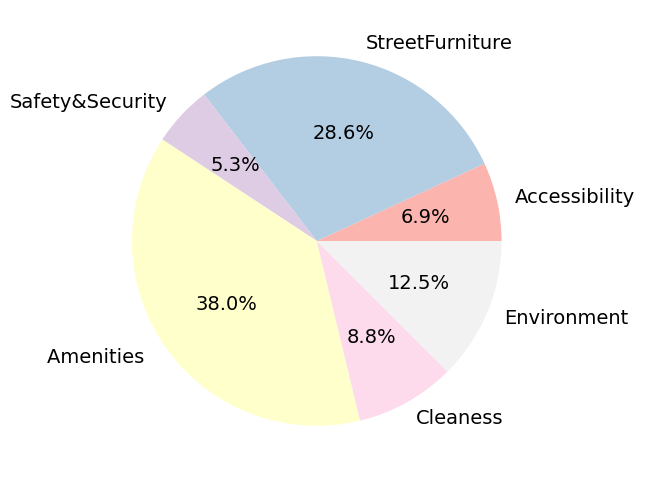 StreetFurniture
Safety&Security
28.6%
5.3%
Accessibility
6.9%
12.5%
38.0%
Environment
8.8%
Amenities
Cleaness